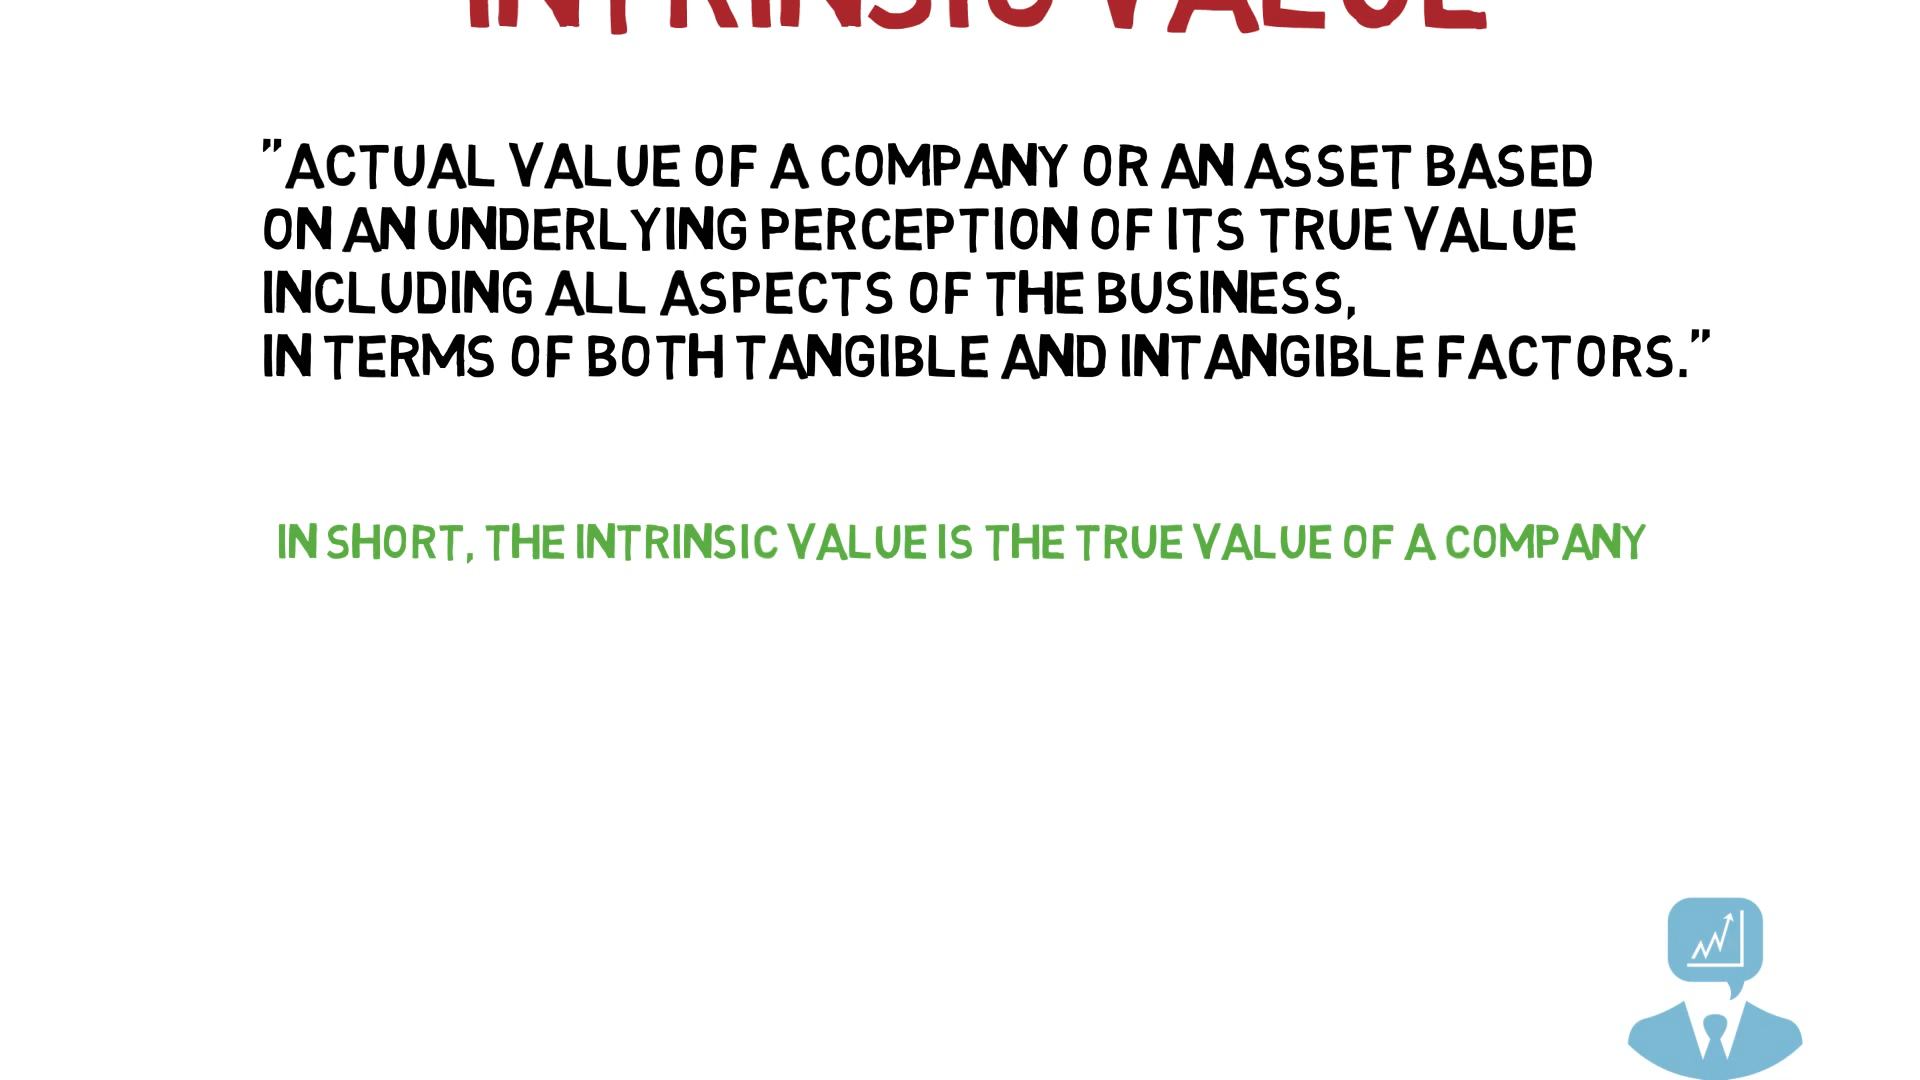 INTRINSIC VALUE
"ACTUAL VALUE OF A COMPANY OR AN ASSET BASED
ON AN UNDERLYING PERCEPTION OF ITS TRUE VALUE
INCLUDING ALL ASPECTS OF THE BUSINESS,
IN TERMS OF BOTH TANGIBLE AND INTANGIBLE FACTORS."
IN SHORT, THE INTRINSIC VALUE IS THE TRUE VALUE OF A COMPANY